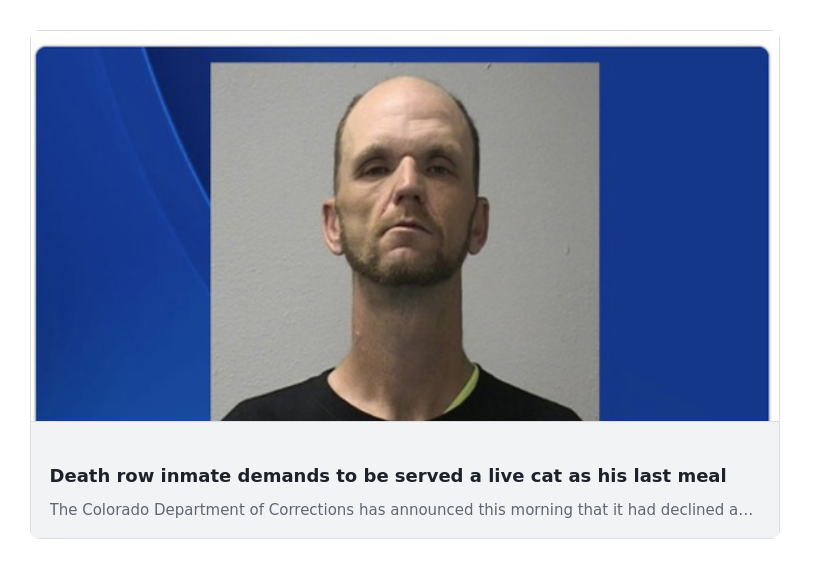 Death row inmate demands to be served a live cat as his last meal
The Colorado Department of Corrections has announced this morning that it had declined a...